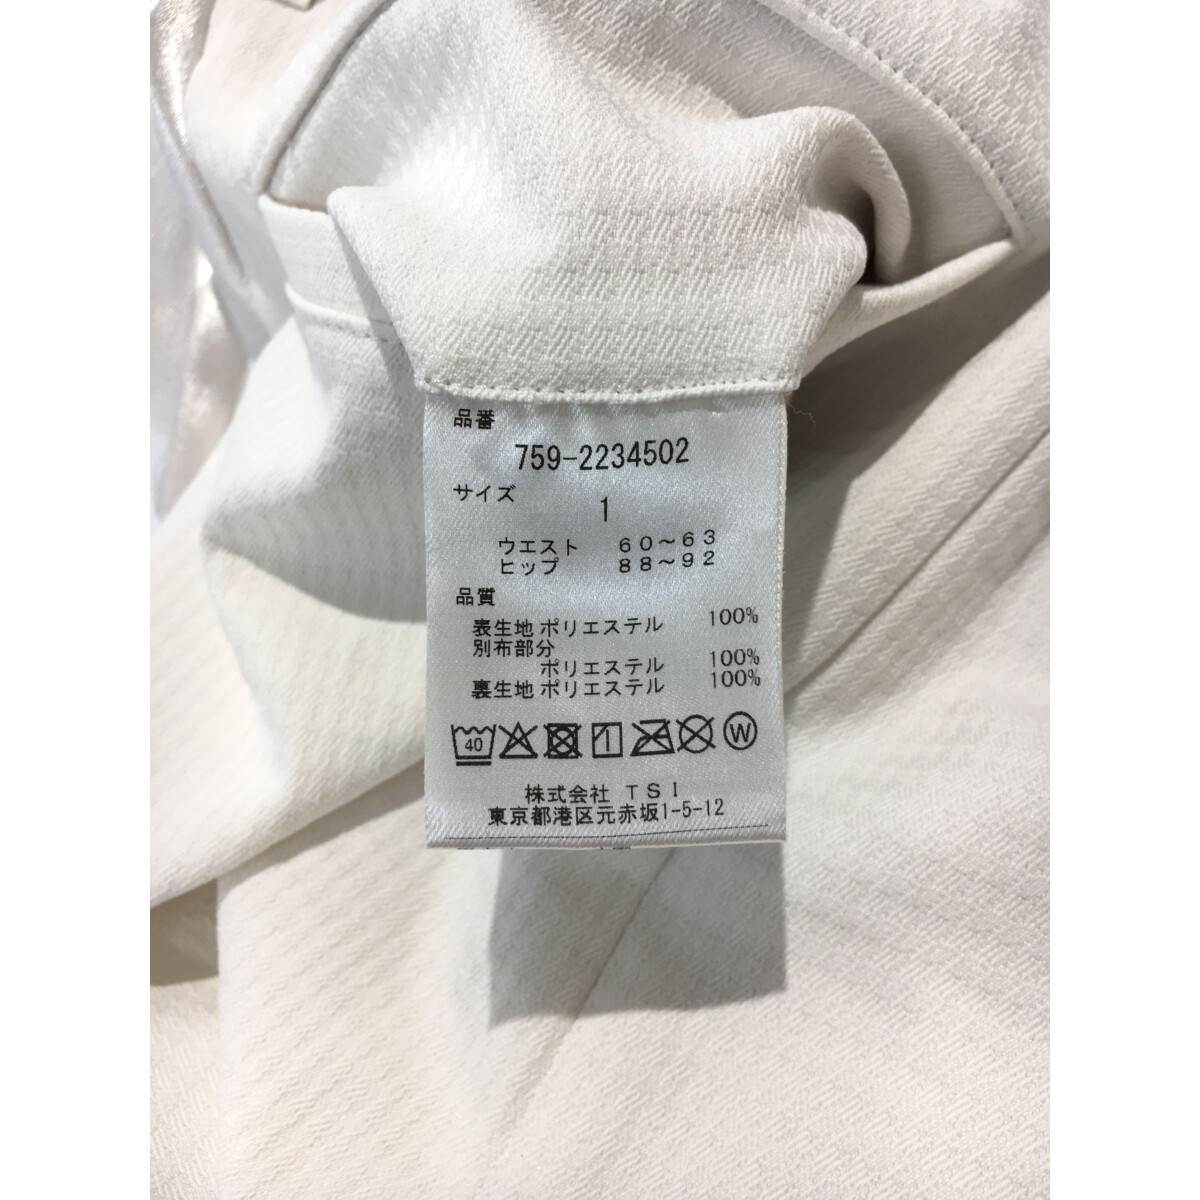 品番
759-2234502
サイズ
1
ウエスト 60～63
ヒップ 88～92
品質
表生地 ポリエステル 100%
別布部分
ポリエステル 100%
裏生地 ポリエステル 100%
40 W
株式会社 TSI
東京都港区元赤坂1-5-12